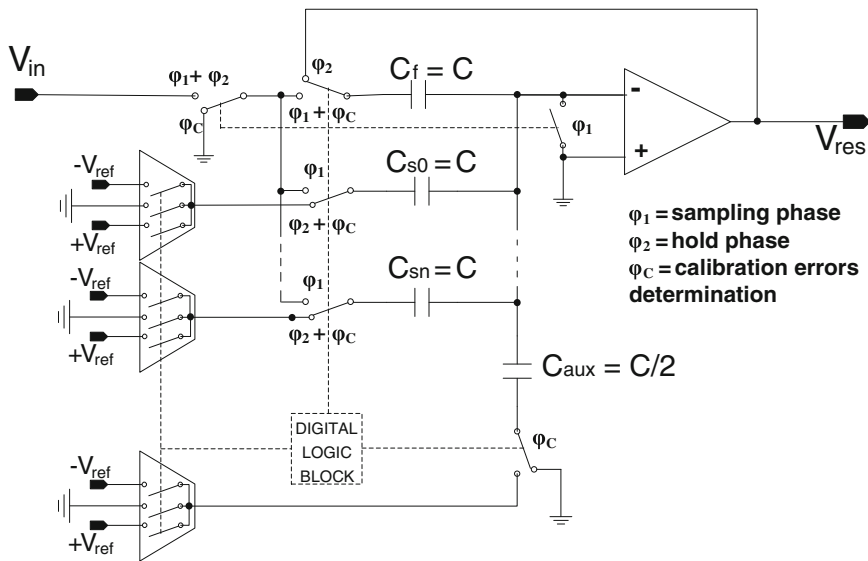 V_in
φ₁+ φ₂
φ_C
φ₂
φ₁+ φ_C
C_f = C
-
+
φ₁
V_res
-V_ref
+V_ref
φ₁
φ₂+ φ_C
C_s0 = C
-V_ref
+V_ref
φ₁
φ₂+ φ_C
C_sn = C
φ₁ = sampling phase
φ₂ = hold phase
φ_C = calibration errors
determination
C_aux = C/2
φ_C
DIGITAL
LOGIC
BLOCK
-V_ref
+V_ref